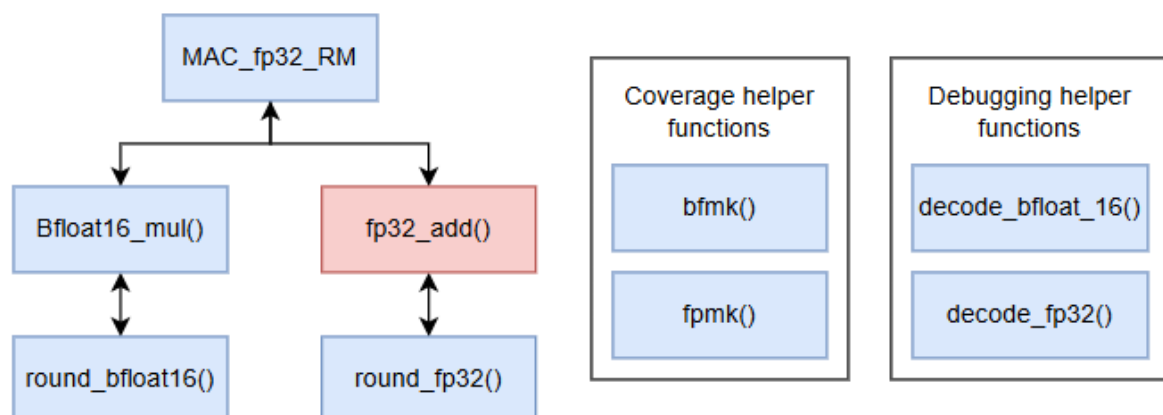 MAC_fp32_RM
Bfloat16_mul()
fp32_add()
round_bfloat16()
round_fp32()
Coverage helper
functions
bfmk()
fpmk()
Debugging helper
functions
decode_bfloat_16()
decode_fp32()